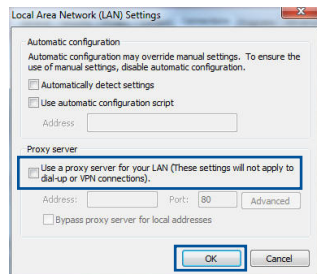 Local Area Network (LAN) Settings
Automatic configuration
Automatic configuration may override manual settings. To ensure the
use of manual settings, disable automatic configuration.
Automatically detect settings
Use automatic configuration script
Address
Proxy server
Use a proxy server for your LAN (These settings will not apply to
dial-up or VPN connections).
Address: Port: 80 Advanced
Bypass proxy server for local addresses
OK Cancel